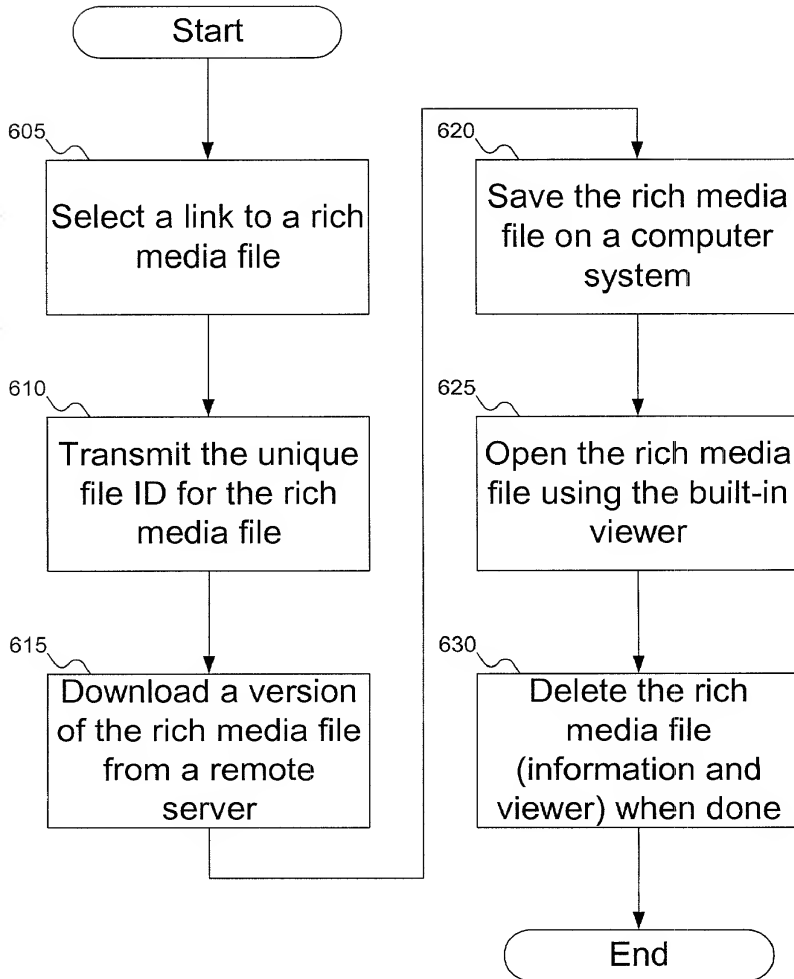 Start
605
Select a link to a rich
media file
610
Transmit the unique
file ID for the rich
media file
615
Download a version
of the rich media file
from a remote
server
620
Save the rich media
file on a computer
system
625
Open the rich media
file using the built-in
viewer
630
Delete the rich
media file
(information and
viewer) when done
End